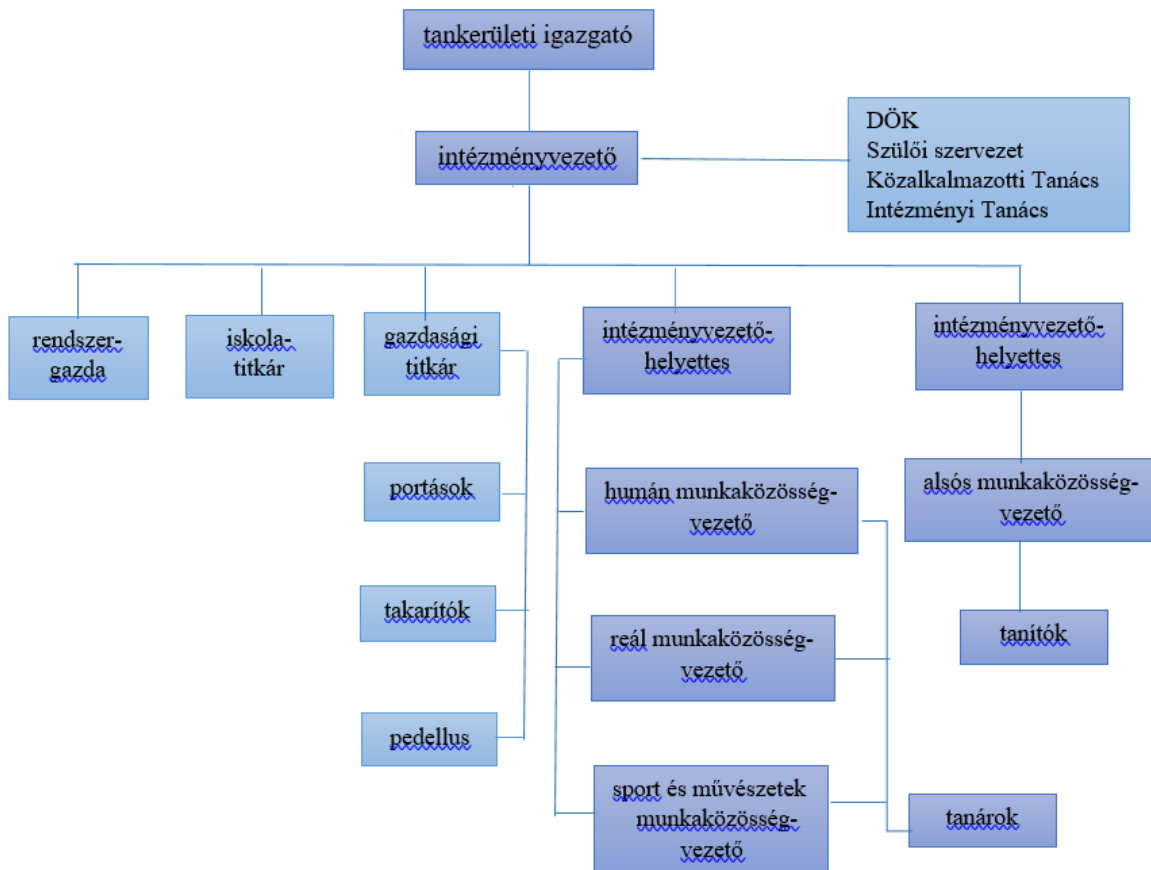 tankerületi igazgató
intézményvezető
DÖK
Szülői szervezet
Közalkalmazotti Tanács
Intézményi Tanács
rendszer-
gazda
iskola-
titkár
gazdasági
titkár
intézményvezető-
helyettes
intézményvezető-
helyettes
portások
humán munkaközösség-
vezető
alsós munkaközösség-
vezető
takarítók
reál munkaközösség-
vezető
tanítók
pedellus
sport és művészetek
munkaközösség-
vezető
tanárok